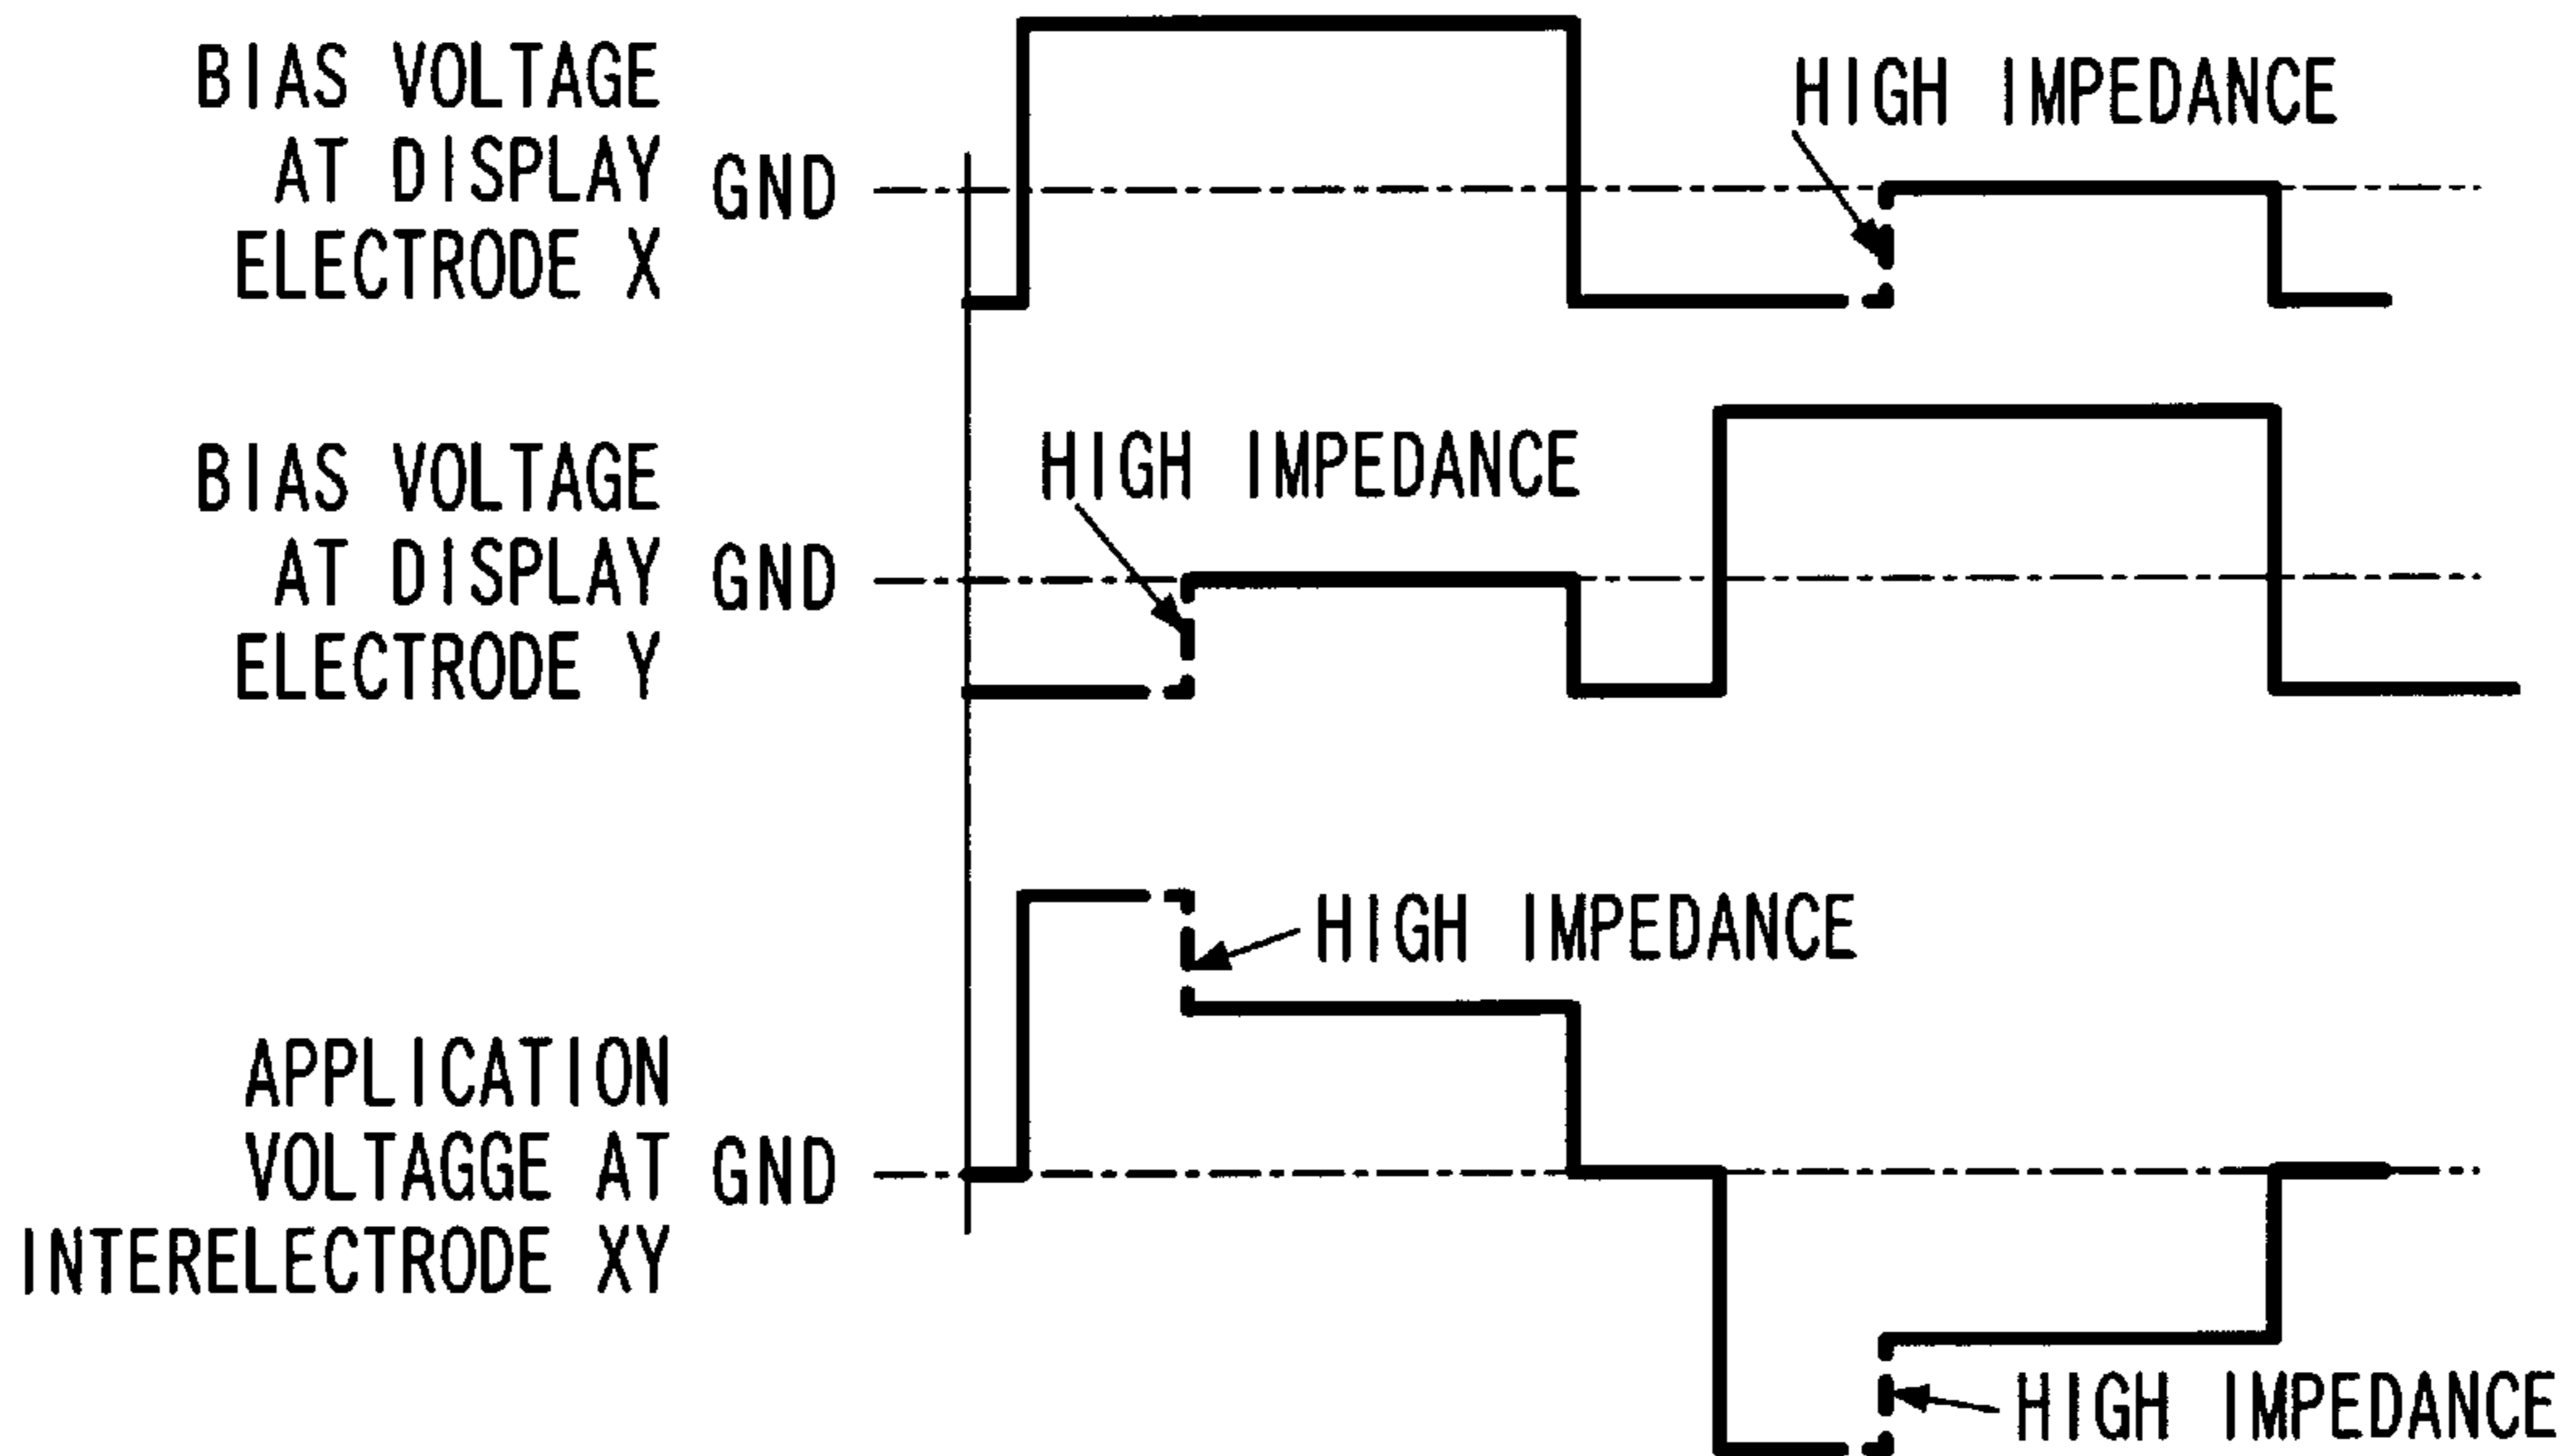 BIAS VOLTAGE
AT DISPLAY
ELECTRODE X
GND
HIGH IMPEDANCE
BIAS VOLTAGE
AT DISPLAY
ELECTRODE Y
GND
HIGH IMPEDANCE
APPLICATION
VOLTAGGE AT
INTERELECTRODE XY
GND
HIGH IMPEDANCE
HIGH IMPEDANCE